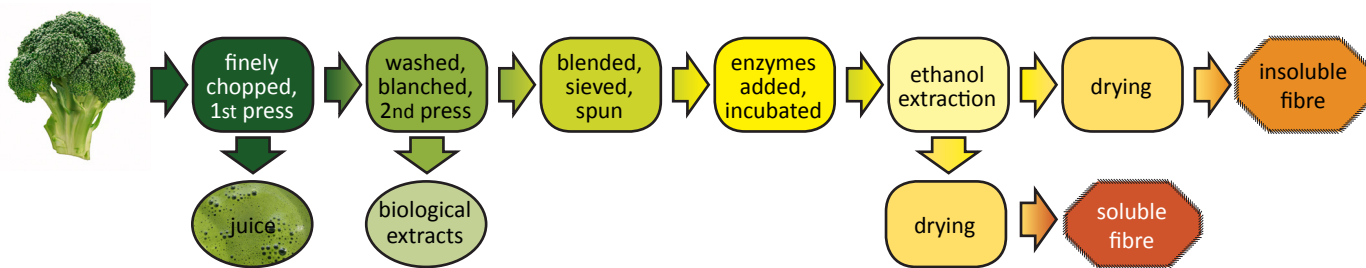 finely
chopped,
1st press
washed,
blanched,
2nd press
blended,
sieved,
spun
enzymes
added,
incubated
ethanol
extraction
drying
insoluble
fibre
juice
biological
extracts
drying
soluble
fibre